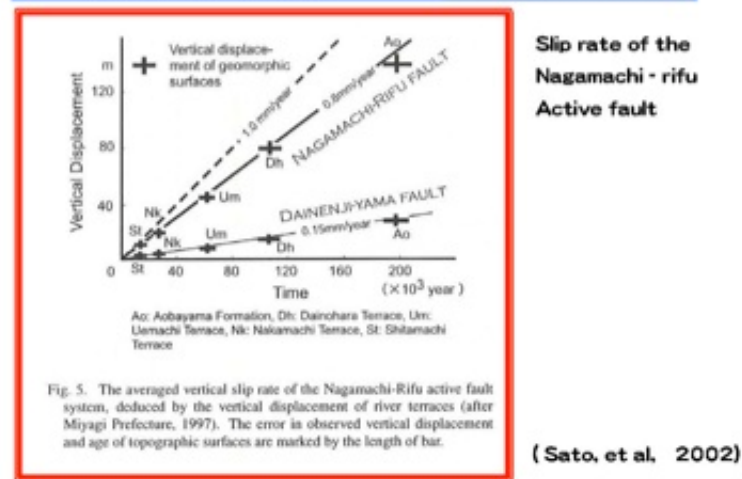 Vertical displace-
ment of geomorphic
surfaces
m
120
80
40
0
Vertical Displacement
Ao
1.0 mm/year
0.8mm/year
NAGAMACHI-RIFU FAULT
Dh
Um
Nk
St
DAINENJI-YAMA FAULT
0.15mm/year
Um
Nk
Dh
Ao
St
40
80
120
160
200
Time
(×10³ year)
Ao: Aobayama Formation, Dh: Dainohara Terrace, Um:
Uemachi Terrace, Nk: Nakamachi Terrace, St: Shitamachi
Terrace
Fig. 5. The averaged vertical slip rate of the Nagamachi-Rifu active fault
system, deduced by the vertical displacement of river terraces (after
Miyagi Prefecture, 1997). The error in observed vertical displacement
and age of topographic surfaces are marked by the length of bar.
Slip rate of the
Nagamachi - rifu
Active fault
(Sato, et al, 2002)